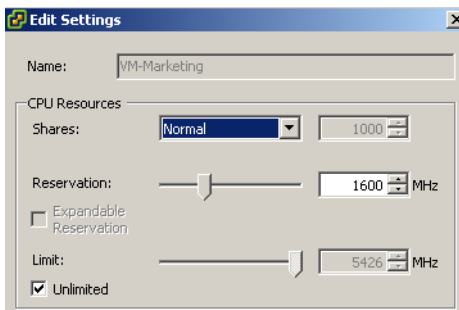 Edit Settings
Name: VM-Marketing
CPU Resources
Shares: Normal 1000
Reservation: 1600 MHz
Expandable
Reservation
Limit: 5426 MHz
Unlimited